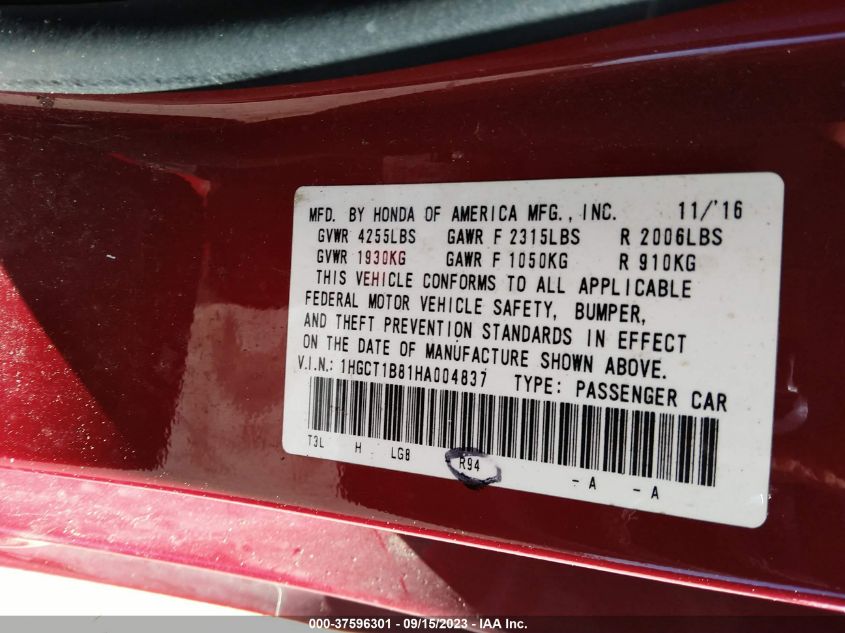 MFD. BY HONDA OF AMERICA MFG., INC. 11/'16
GVWR 4255LBS GAWR F 2315LBS R 2006LBS
GVWR 1930KG GAWR F 1050KG R 910KG
THIS VEHICLE CONFORMS TO ALL APPLICABLE
FEDERAL MOTOR VEHICLE SAFETY, BUMPER,
AND THEFT PREVENTION STANDARDS IN EFFECT
ON THE DATE OF MANUFACTURE SHOWN ABOVE.
V.I.N.: 1HGCT1B81HA004837 TYPE: PASSENGER CAR
T3L H LG8 R94 -A -A
000-37596301 - 09/15/2023 - IAA Inc.